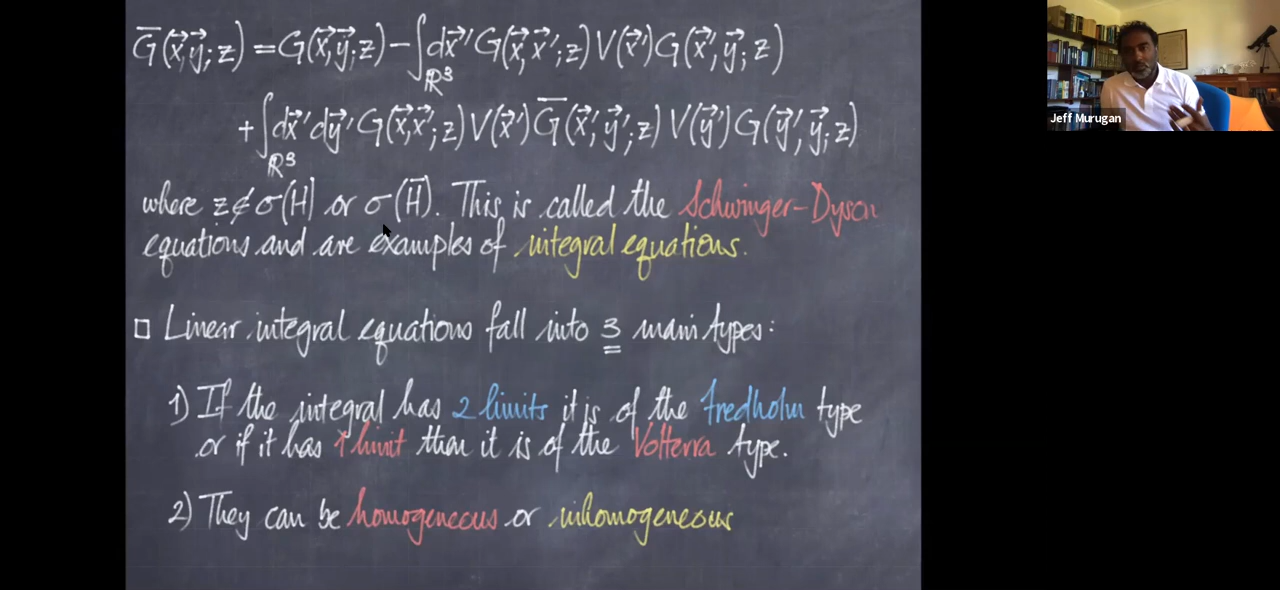 G̅(x⃗,y⃗;z) = G(x⃗,y⃗;z) − ∫_{ℝ³} dx⃗' G(x⃗,x⃗';z) V(x⃗') G(x⃗',y⃗;z)
+ ∫_{ℝ³} dx⃗'dy⃗' G(x⃗,x⃗';z) V(x⃗') G̅(x⃗',y⃗';z) V(y⃗') G(y⃗',y⃗;z)
where z∉σ(H) or σ(H̅). This is called the Schwinger-Dyson
equations and are examples of integral equations.
□ Linear integral equations fall into 3 main types:
1) If the integral has 2 limits it is of the Fredholm type
or if it has 1 limit than it is of the Volterra type.
2) They can be homogeneous or inhomogeneous
Jeff Murugan